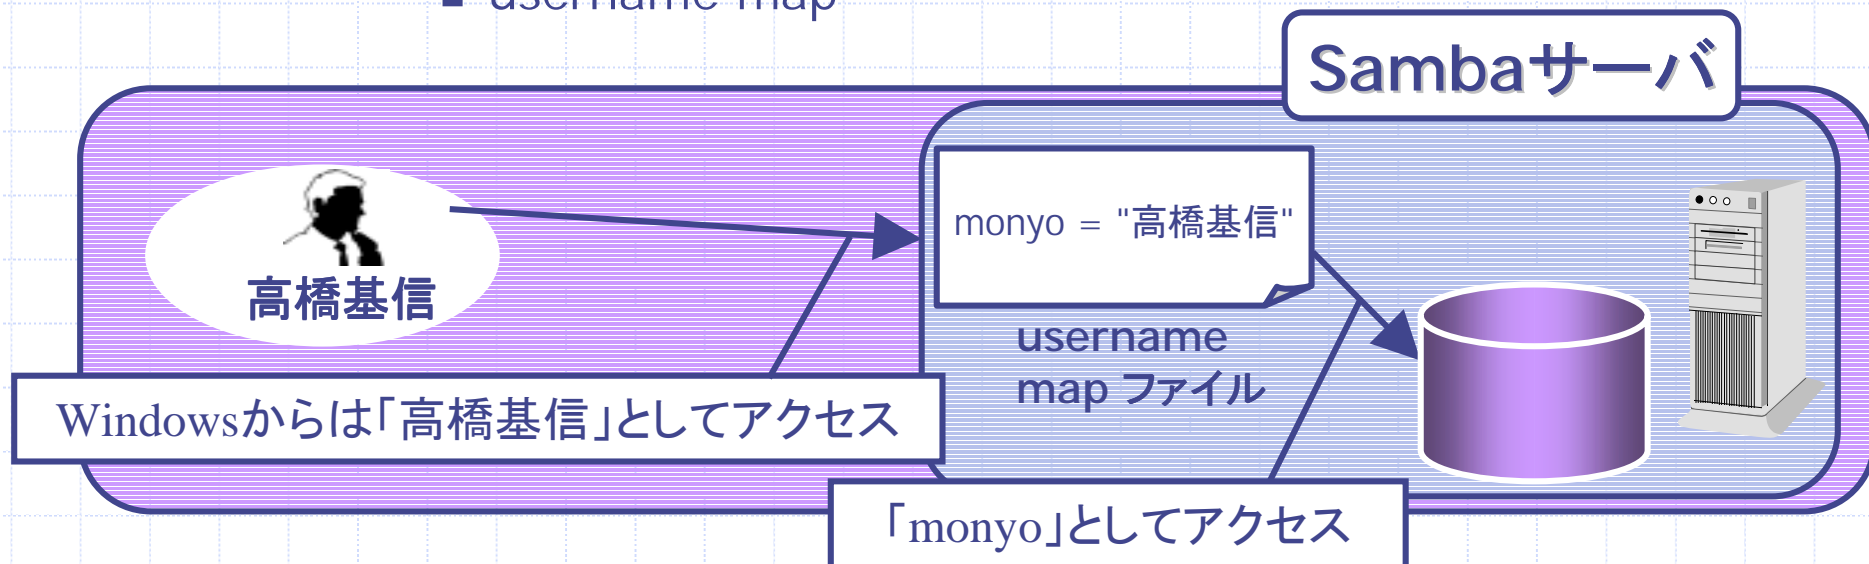 ■ username map
Sambaサーバ
monyo = "高橋基信"
高橋基信
username
map ファイル
Windowsからは「高橋基信」としてアクセス
「monyo」としてアクセス